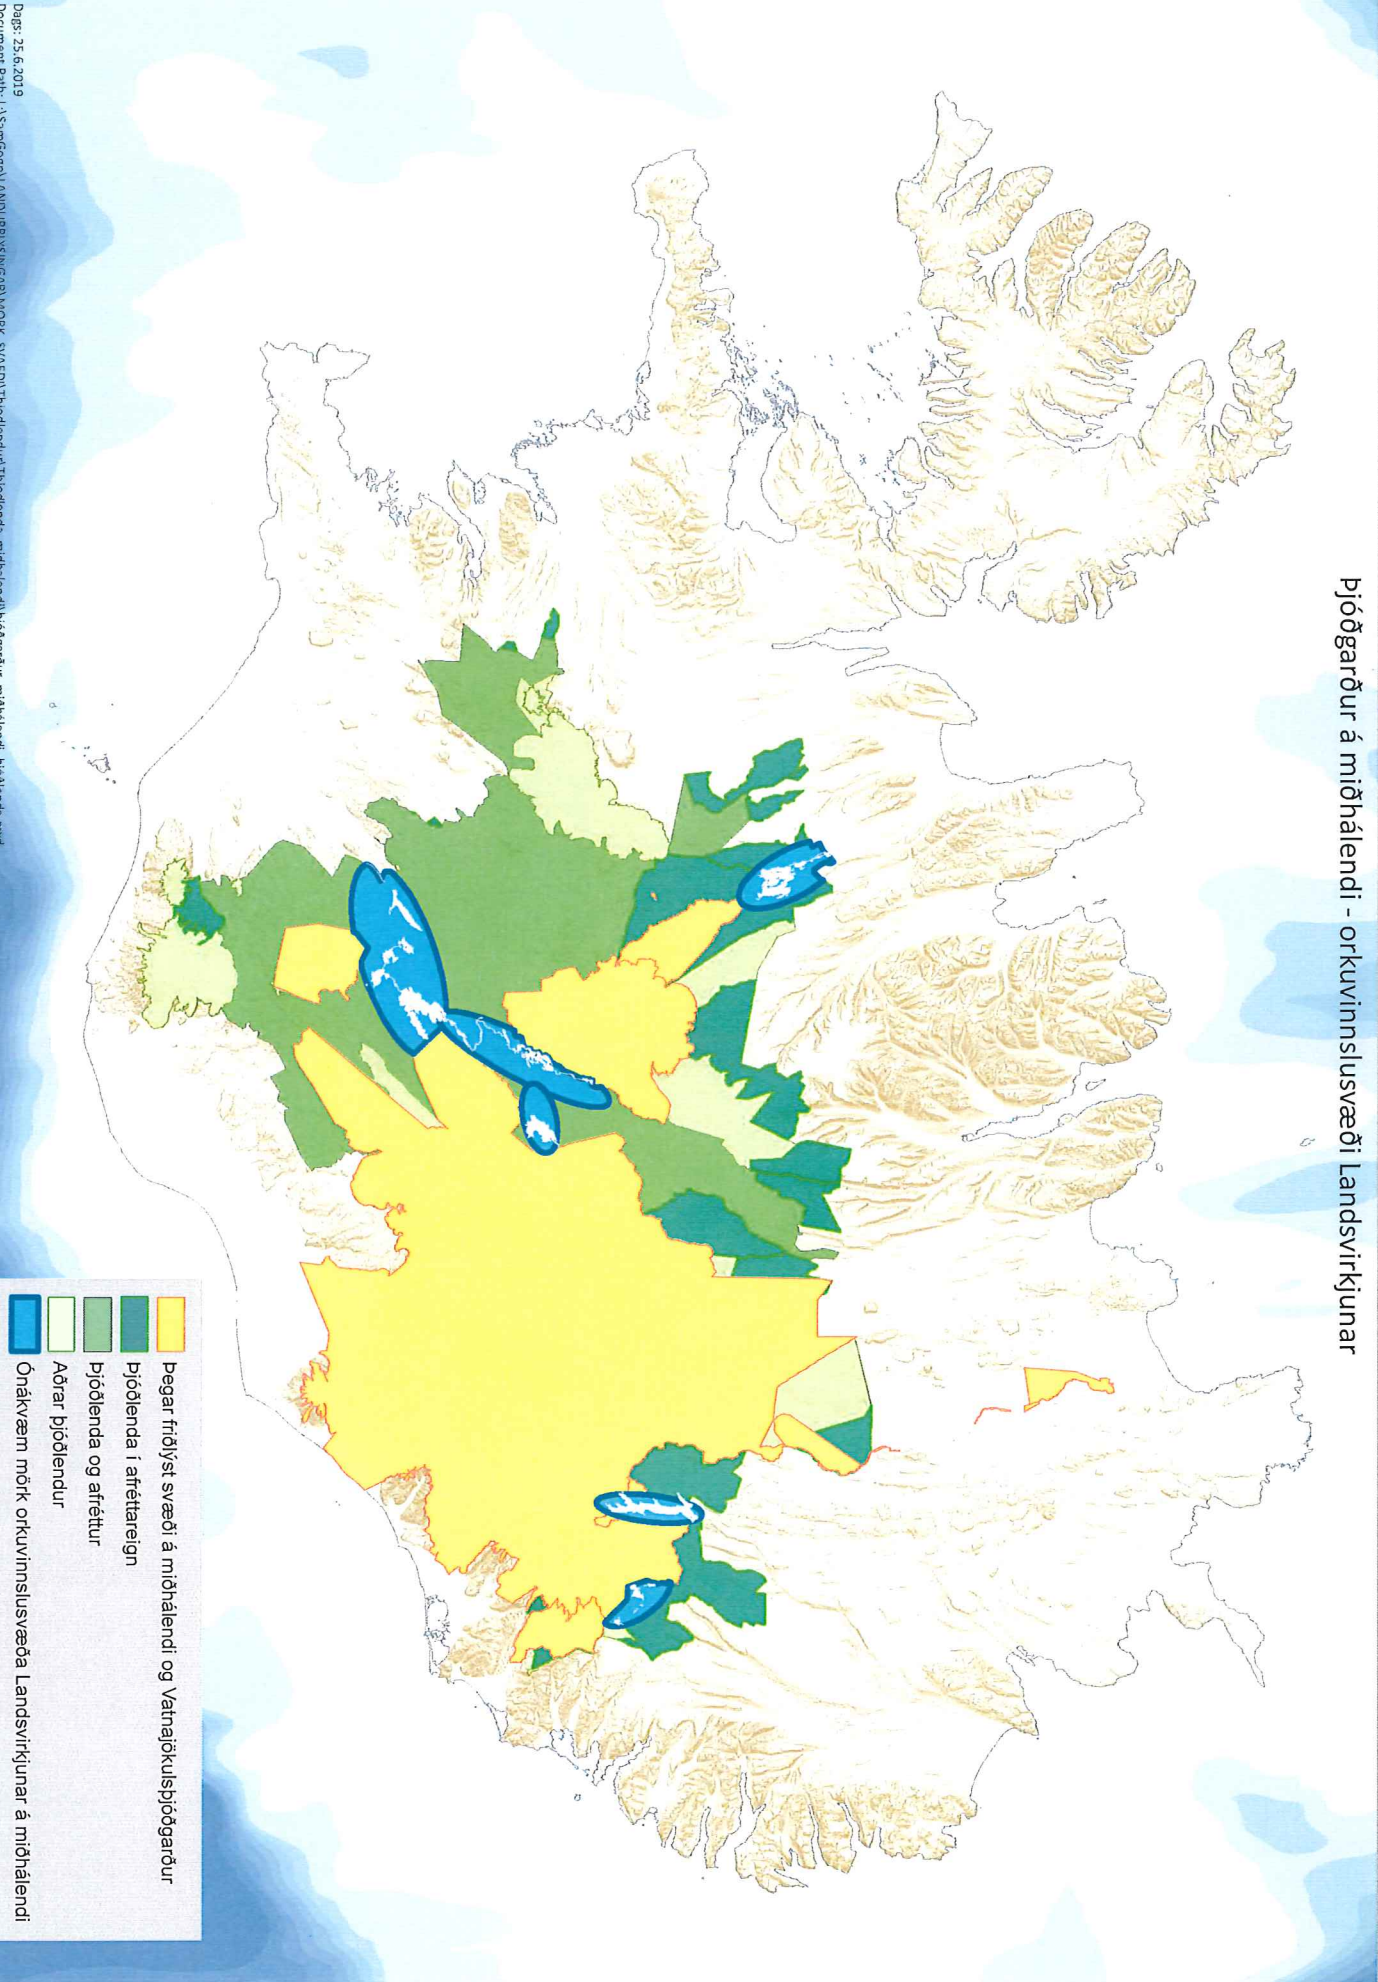 Þjóðgarður á miðhálendi - orkuvinnslusvæði Landsvirkjunar
Þegar friðlýst svæði á miðhálendi og Vatnajökulsþjóðgarður
Þjóðlenda í afréttareign
Þjóðlenda og afréttur
Aðrar þjóðlendur
Ónákvæm mörk orkuvinnslusvæða Landsvirkjunar á miðhálendi
Dags: 25.6.2019